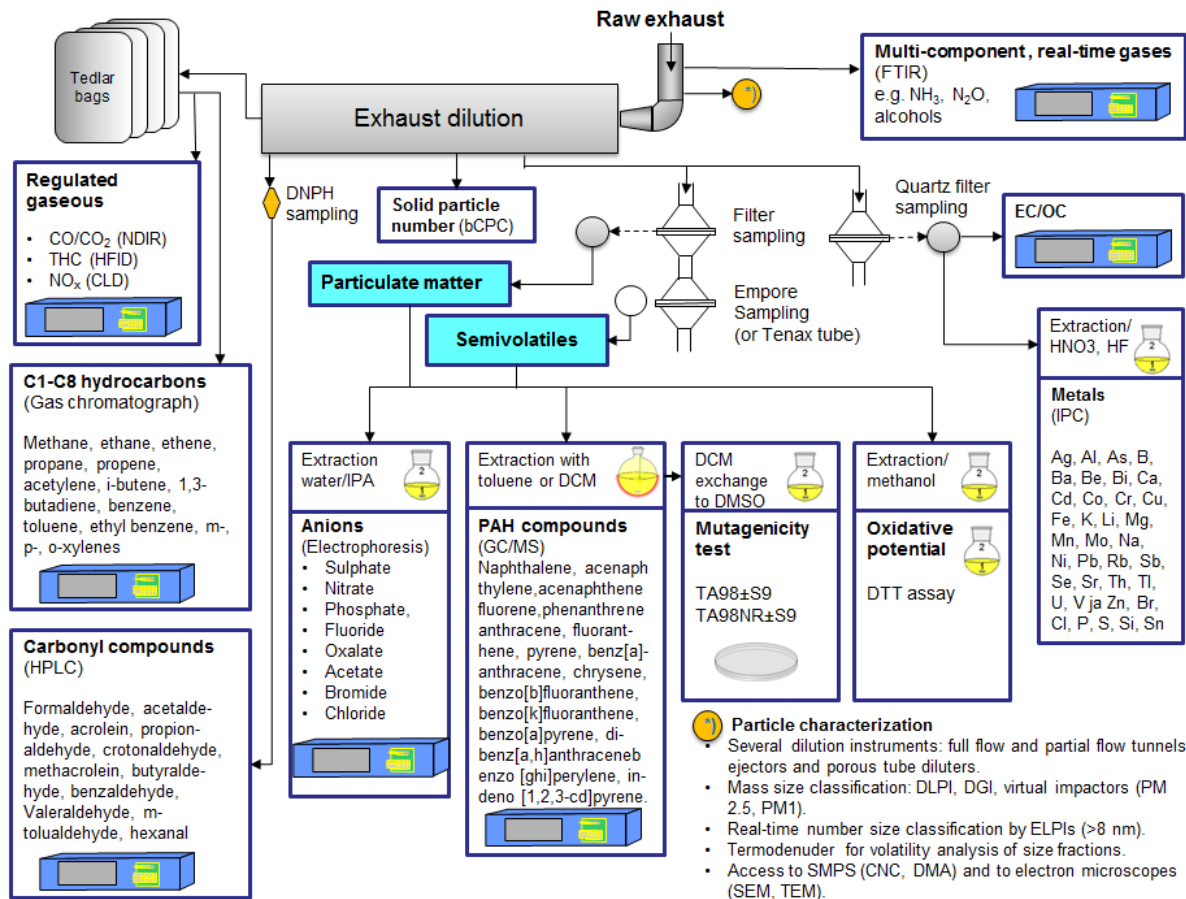 Raw exhaust
Tedlar
bags
Exhaust dilution
*)
Multi-component, real-time gases
(FTIR)
e.g. NH₃, N₂O,
alcohols
Regulated
gaseous
• CO/CO₂ (NDIR)
• THC (HFID)
• NOₓ (CLD)
DNPH
sampling
Solid particle
number (bCPC)
Filter
sampling
Quartz filter
sampling
EC/OC
Particulate matter
Semivolatiles
Empore
Sampling
(or Tenax tube)
Extraction/
HNO3, HF
2
Metals
(IPC)
Ag, Al, As, B,
Ba, Be, Bi, Ca,
Cd, Co, Cr, Cu,
Fe, K, Li, Mg,
Mn, Mo, Na,
Ni, Pb, Rb, Sb,
Se, Sr, Th, Tl,
U, V ja Zn, Br,
Cl, P, S, Si, Sn
C1-C8 hydrocarbons
(Gas chromatograph)
Methane, ethane, ethene,
propane, propene,
acetylene, i-butene, 1,3-
butadiene, benzene,
toluene, ethyl benzene, m-,
p-, o-xylenes
Carbonyl compounds
(HPLC)
Formaldehyde, acetalde-
hyde, acrolein, propion-
aldehyde, crotonaldehyde,
methacrolein, butyralde-
hyde, benzaldehyde,
Valeraldehyde, m-
tolualdehyde, hexanal
Extraction
water/IPA
2
Anions
(Electrophoresis)
• Sulphate
• Nitrate
• Phosphate,
• Fluoride
• Oxalate
• Acetate
• Bromide
• Chloride
Extraction with
toluene or DCM
1
PAH compounds
(GC/MS)
Naphthalene, acenaph
thylene,acenaphthene
fluorene,phenanthrene
anthracene, fluorant-
hene, pyrene, benz[a]-
anthracene, chrysene,
benzo[b]fluoranthene,
benzo[k]fluoranthene,
benzo[a]pyrene, di-
benz[a,h]anthraceneb
enzo [ghi]perylene, in-
deno [1,2,3-cd]pyrene.
DCM
exchange
to DMSO
2
1
Mutagenicity
test
TA98±S9
TA98NR±S9
Extraction/
methanol
2
1
Oxidative
potential
2
1
DTT assay
*) Particle characterization
• Several dilution instruments: full flow and partial flow tunnels
ejectors and porous tube diluters.
• Mass size classification: DLPI, DGI, virtual impactors (PM
2.5, PM1).
• Real-time number size classification by ELPIs (>8 nm).
• Termodenuder for volatility analysis of size fractions.
• Access to SMPS (CNC, DMA) and to electron microscopes
(SEM, TEM).